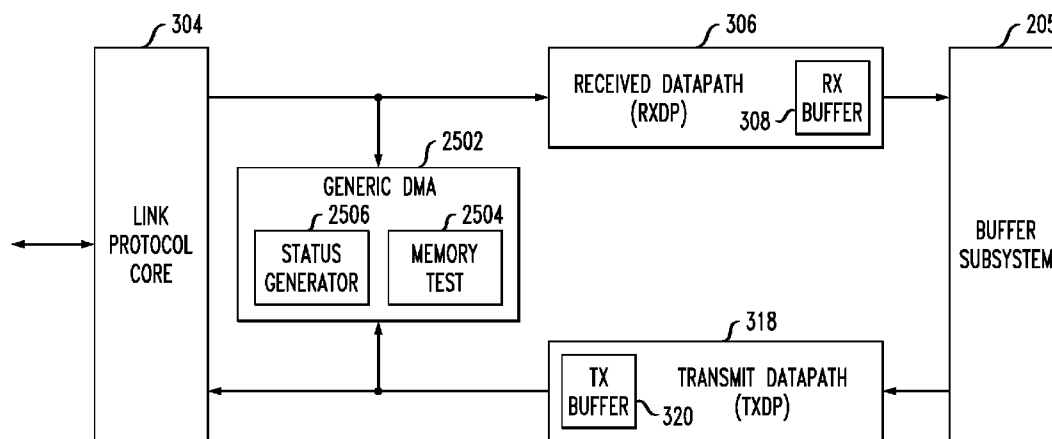 304
306
205
RECEIVED DATAPATH
(RXDP)
RX
BUFFER
308
2502
GENERIC DMA
2506
2504
STATUS
GENERATOR
MEMORY
TEST
LINK
PROTOCOL
CORE
BUFFER
SUBSYSTEM
318
TX
BUFFER
320
TRANSMIT DATAPATH
(TXDP)